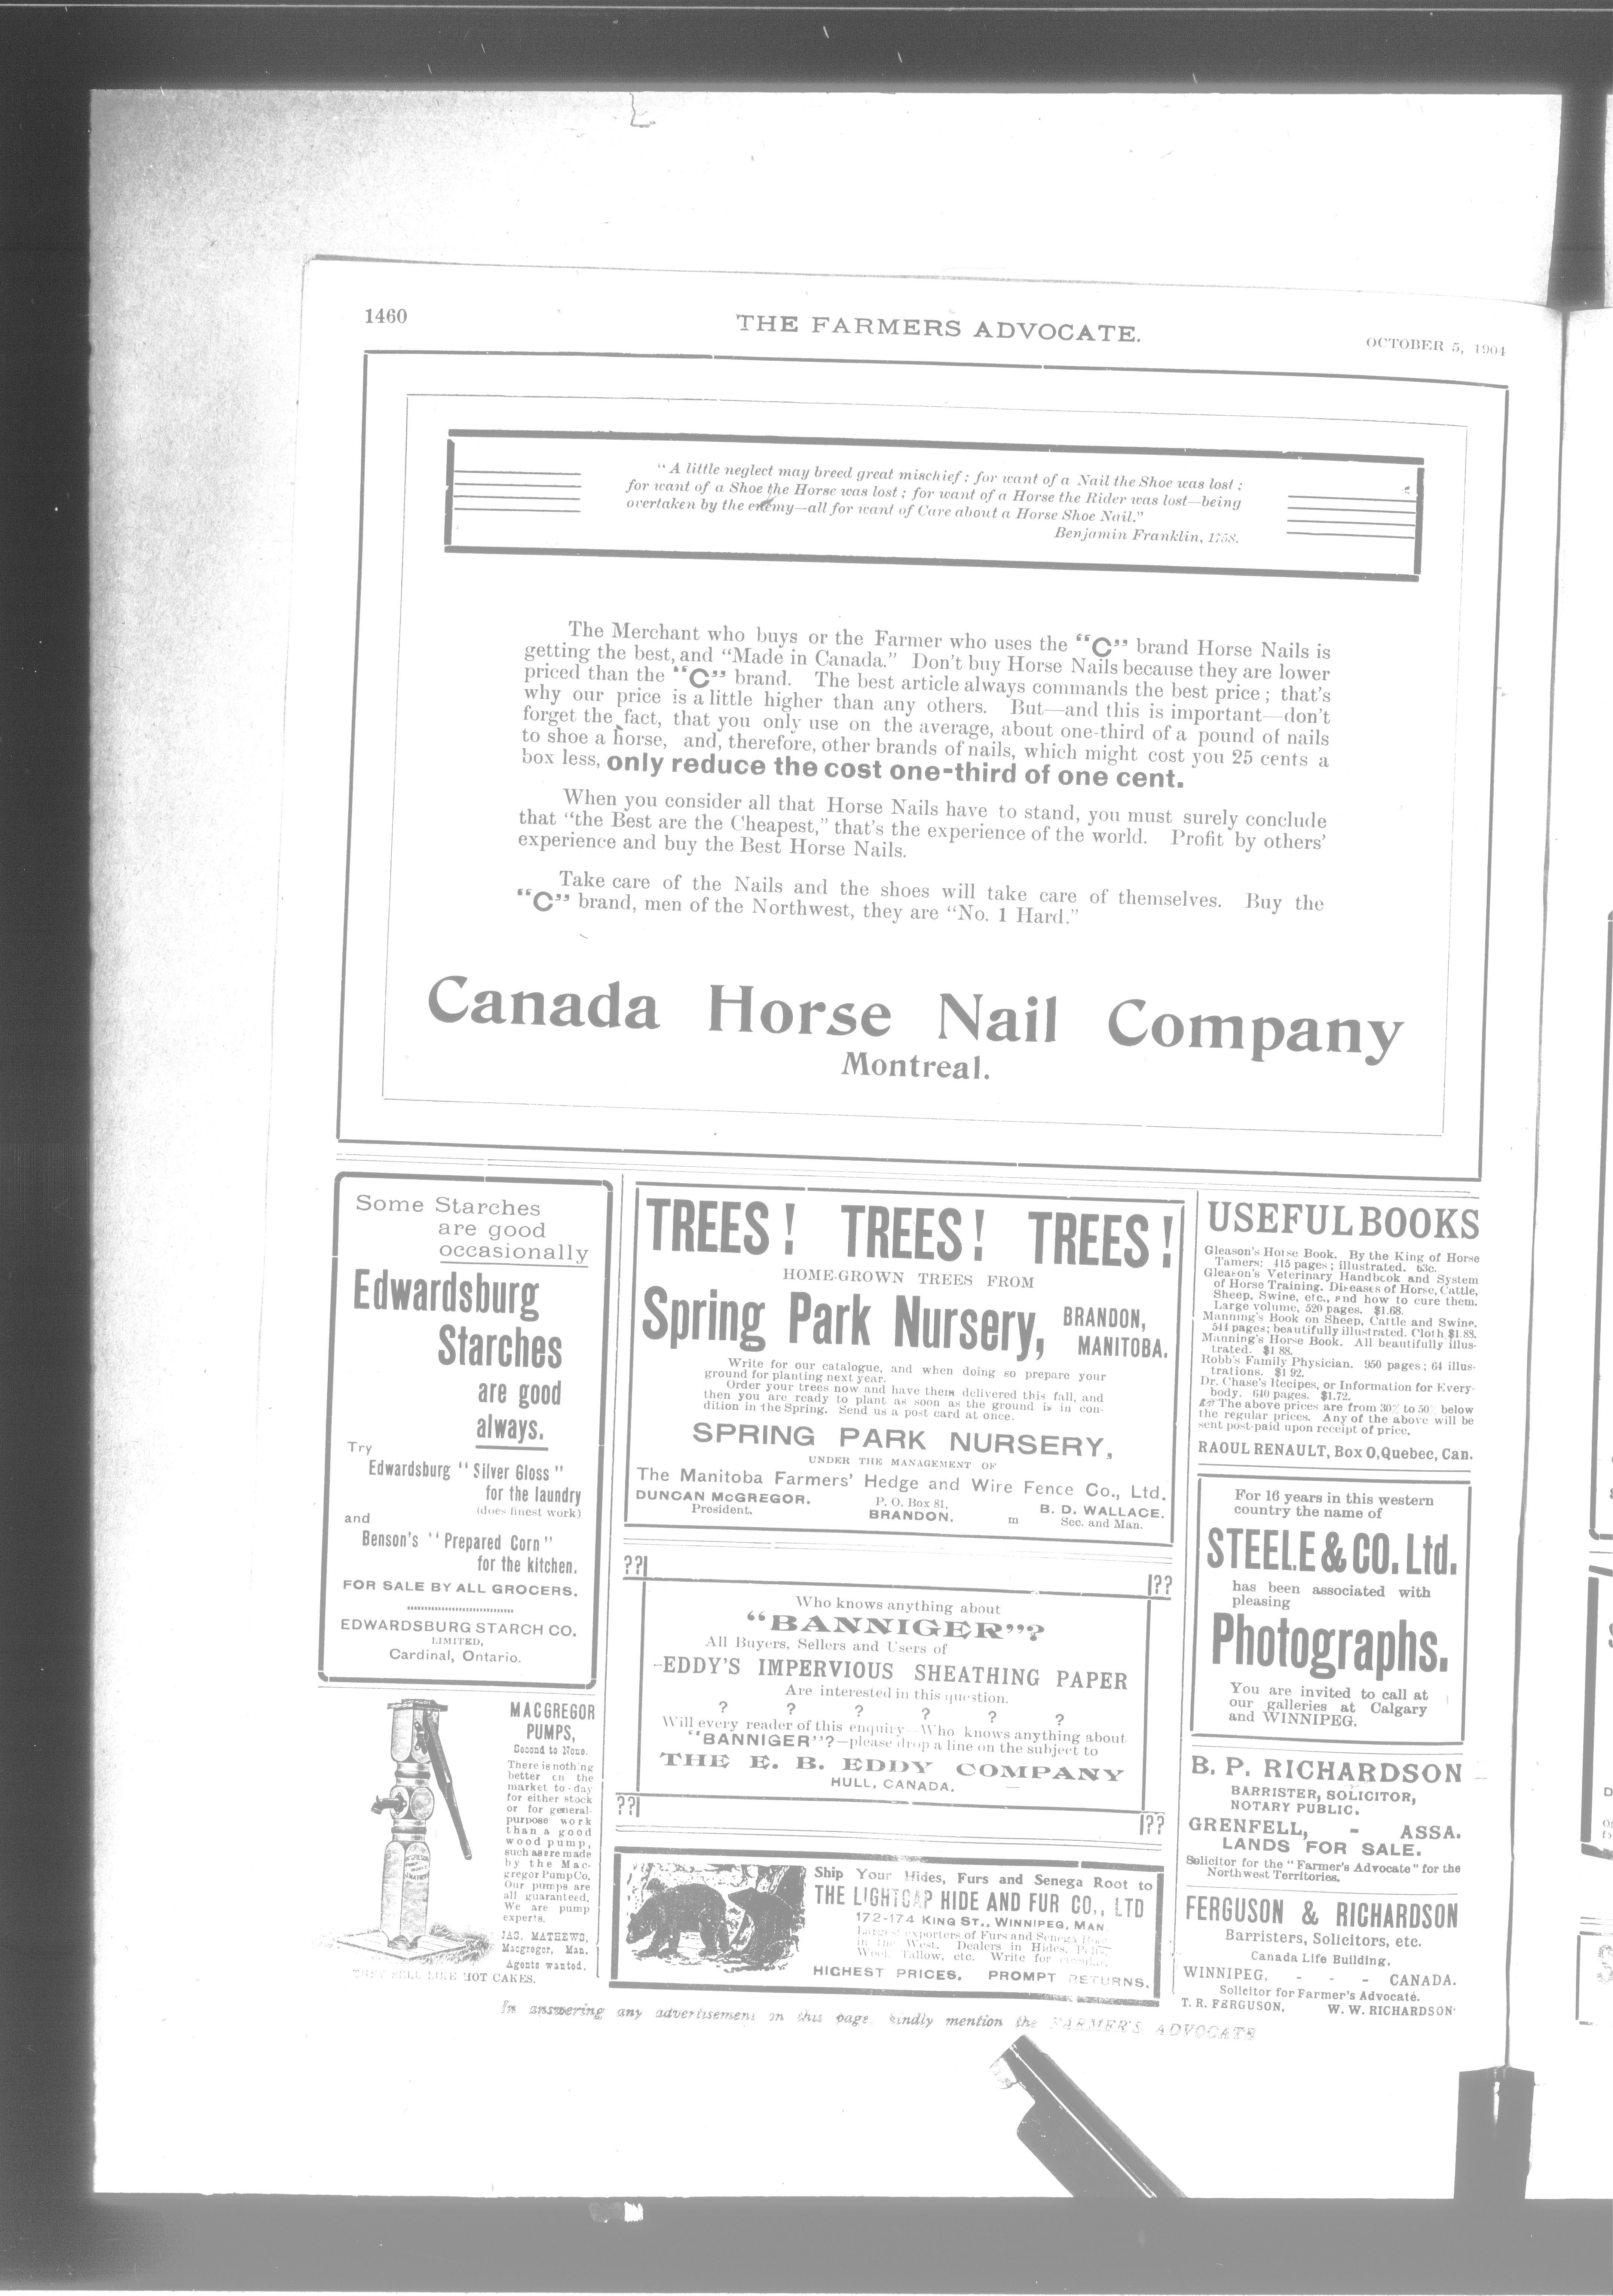 1460
THE FARMERS ADVOCATE.
OCTOBER 5, 1904
"A little neglect may breed great mischief; for want of a Nail the Shoe was lost;
for want of a Shoe the Horse was lost; for want of a Horse the Rider was lost—being
overtaken by the enemy—all for want of Care about a Horse Shoe Nail."
Benjamin Franklin, 1758.
The Merchant who buys or the Farmer who uses the "C" brand Horse Nails is
getting the best, and "Made in Canada." Don't buy Horse Nails because they are lower
priced than the "C" brand. The best article always commands the best price; that's
why our price is a little higher than any others. But—and this is important—don't
forget the fact, that you only use on the average, about one-third of a pound of nails
to shoe a horse, and, therefore, other brands of nails, which might cost you 25 cents a
box less, only reduce the cost one-third of one cent.
When you consider all that Horse Nails have to stand, you must surely conclude
that "the Best are the Cheapest," that's the experience of the world. Profit by others'
experience and buy the Best Horse Nails.
Take care of the Nails and the shoes will take care of themselves. Buy the
"C" brand, men of the Northwest, they are "No. 1 Hard."
Canada Horse Nail Company
Montreal.
Some Starches
are good
occasionally
Edwardsburg
Starches
are good
always.
Try
Edwardsburg "Silver Gloss"
for the laundry
(does finest work)
and
Benson's "Prepared Corn"
for the kitchen.
FOR SALE BY ALL GROCERS.
EDWARDSBURG STARCH CO.
LIMITED,
Cardinal, Ontario.
MACGREGOR
PUMPS,
Second to None.
There is nothing
better on the
market to-day
for either stock
or for general-
purpose work
than a good
wood pump,
such as are made
by the Mac-
gregor Pump Co.
Our pumps are
all guaranteed.
We are pump
experts.
JAS. MATHEWS,
Macgregor, Man.
Agents wanted.
THEY SELL LIKE HOT CAKES.
TREES! TREES! TREES!
HOME-GROWN TREES FROM
Spring Park Nursery, BRANDON,
MANITOBA.
Write for our catalogue, and when doing so prepare your
ground for planting next year.
Order your trees now and have them delivered this fall, and
then you are ready to plant as soon as the ground is in con-
dition in the Spring. Send us a post card at once.
SPRING PARK NURSERY,
UNDER THE MANAGEMENT OF
The Manitoba Farmers' Hedge and Wire Fence Co., Ltd.
DUNCAN McGREGOR. P. O. Box 81, B. D. WALLACE.
President. BRANDON. m Sec. and Man.
??| |??
Who knows anything about
"BANNIGER"?
All Buyers, Sellers and Users of
-EDDY'S IMPERVIOUS SHEATHING PAPER
Are interested in this question.
? ? ? ? ? ?
Will every reader of this enquiry—Who knows anything about
"BANNIGER"?—please drop a line on the subject to
THE E. B. EDDY COMPANY
HULL, CANADA.
??| |??
Ship Your Hides, Furs and Senega Root to
THE LIGHTCAP HIDE AND FUR CO., LTD
172-174 KING ST., WINNIPEG, MAN
Largest exporters of Furs and Senega Root
in the West. Dealers in Hides, Pelts,
Wool, Tallow, etc. Write for circular.
HIGHEST PRICES. PROMPT RETURNS.
USEFUL BOOKS
Gleason's Horse Book. By the King of Horse
Tamers: 415 pages; illustrated. 63c.
Gleason's Veterinary Handbook and System
of Horse Training. Diseases of Horse, Cattle,
Sheep, Swine, etc., and how to cure them.
Large volume, 520 pages. $1.68.
Manning's Book on Sheep, Cattle and Swine.
544 pages; beautifully illustrated. Cloth $1.88.
Manning's Horse Book. All beautifully illus-
trated. $1 88.
Robb's Family Physician. 950 pages; 64 illus-
trations. $1 92.
Dr. Chase's Recipes, or Information for Every-
body. 640 pages. $1.72.
☞ The above prices are from 30% to 50% below
the regular prices. Any of the above will be
sent post-paid upon receipt of price.
RAOUL RENAULT, Box O, Quebec, Can.
For 16 years in this western
country the name of
STEELE & CO. Ltd.
has been associated with
pleasing
Photographs.
You are invited to call at
our galleries at Calgary
and WINNIPEG.
B. P. RICHARDSON
BARRISTER, SOLICITOR,
NOTARY PUBLIC.
GRENFELL, - ASSA.
LANDS FOR SALE.
Solicitor for the "Farmer's Advocate" for the
Northwest Territories.
FERGUSON & RICHARDSON
Barristers, Solicitors, etc.
Canada Life Building.
WINNIPEG, - - - CANADA.
Solicitor for Farmer's Advocate.
T. R. FERGUSON, W. W. RICHARDSON
In answering any advertisement on this page, kindly mention the FARMER'S ADVOCATE